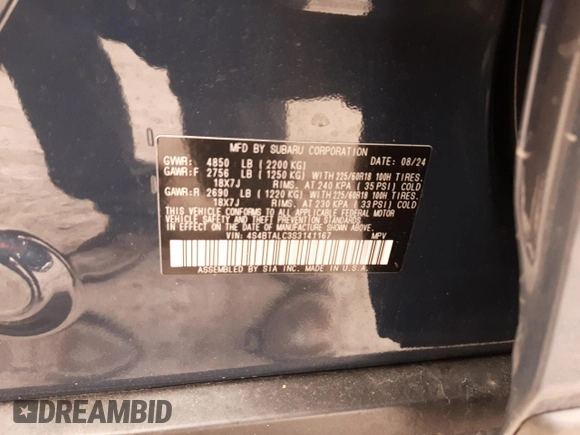 MFD BY SUBARU CORPORATION
GVWR: 4850 LB (2200 KG) DATE: 08/24
GAWR:F 2756 LB (1250 KG) WITH 225/60R18 100H TIRES.
18X7J RIMS. AT 240 KPA (35 PSI) COLD
GAWR:R 2690 LB (1220 KG) WITH 225/60R18 100H TIRES.
18X7J RIMS. AT 230 KPA (33 PSI) COLD
THIS VEHICLE CONFORMS TO ALL APPLICABLE FEDERAL MOTOR
VEHICLE SAFETY AND THEFT PREVENTION STANDARDS
IN EFFECT ON THE DATE OF MANUFACTURE SHOWN ABOVE.
VIN: 4S4BTALC3S3141167 MPV
ASSEMBLED BY SIA INC. MADE IN U.S.A.
DREAMBID